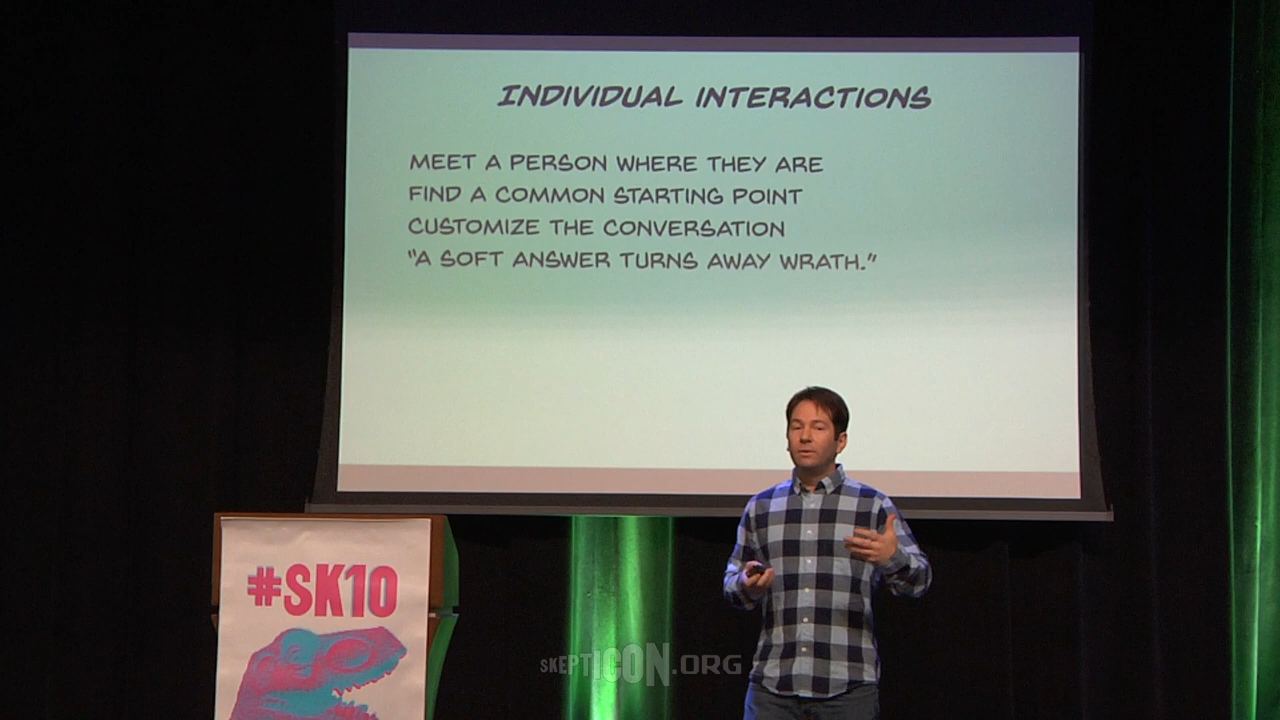 INDIVIDUAL INTERACTIONS
MEET A PERSON WHERE THEY ARE
FIND A COMMON STARTING POINT
CUSTOMIZE THE CONVERSATION
“A SOFT ANSWER TURNS AWAY WRATH.”
#SK10
SKEPTICON.ORG